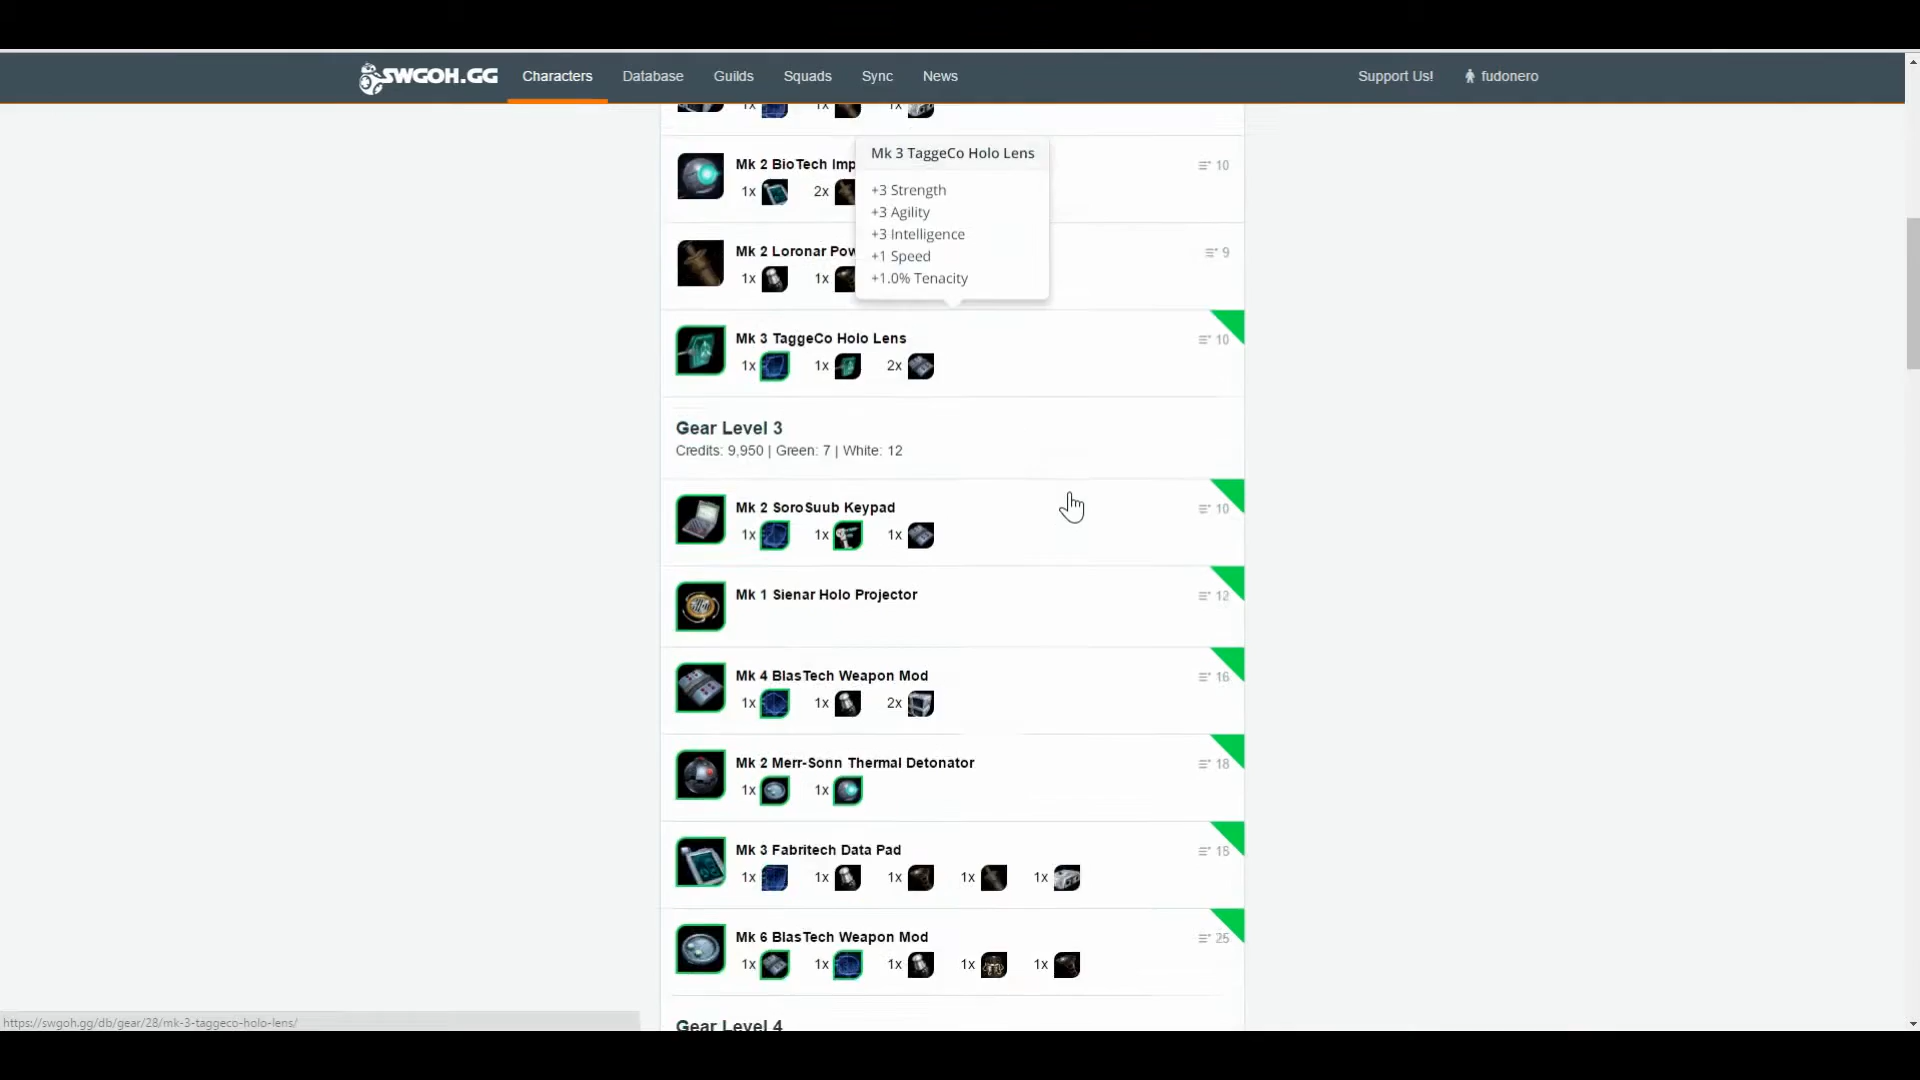 SWGOH.GG Characters Database Guilds Squads Sync News Support Us! fudonero
1x 1x 1x
Mk 2 BioTech Imp 10
1x 2x
Mk 3 TaggeCo Holo Lens
+3 Strength
+3 Agility
+3 Intelligence
+1 Speed
+1.0% Tenacity
Mk 2 Loronar Pow 9
1x 1x
Mk 3 TaggeCo Holo Lens 10
1x 1x 2x
Gear Level 3
Credits: 9,950 | Green: 7 | White: 12
Mk 2 SoroSuub Keypad 10
1x 1x 1x
Mk 1 Sienar Holo Projector 12
Mk 4 BlasTech Weapon Mod 16
1x 1x 2x
Mk 2 Merr-Sonn Thermal Detonator 18
1x 1x
Mk 3 Fabritech Data Pad 18
1x 1x 1x 1x 1x
Mk 6 BlasTech Weapon Mod 25
1x 1x 1x 1x 1x
Gear Level 4
https://swgoh.gg/db/gear/28/mk-3-taggeco-holo-lens/